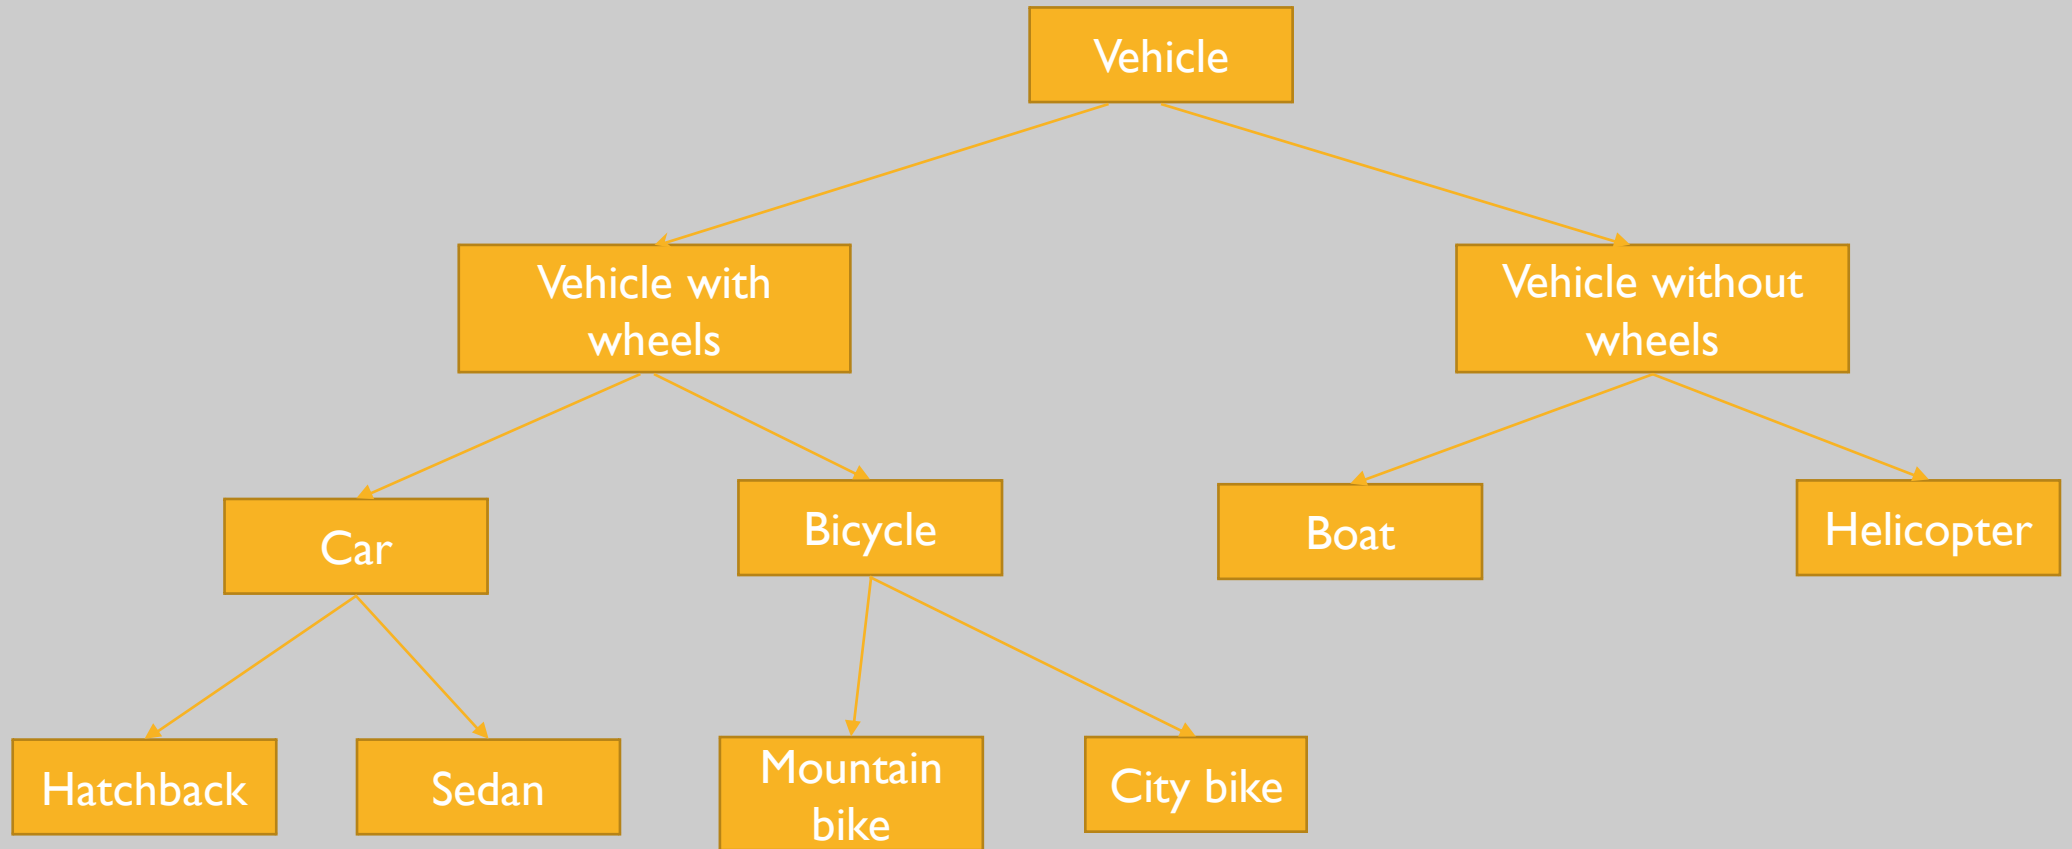 Vehicle
Vehicle with
wheels
Vehicle without
wheels
Car
Bicycle
Boat
Helicopter
Hatchback
Sedan
Mountain
bike
City bike